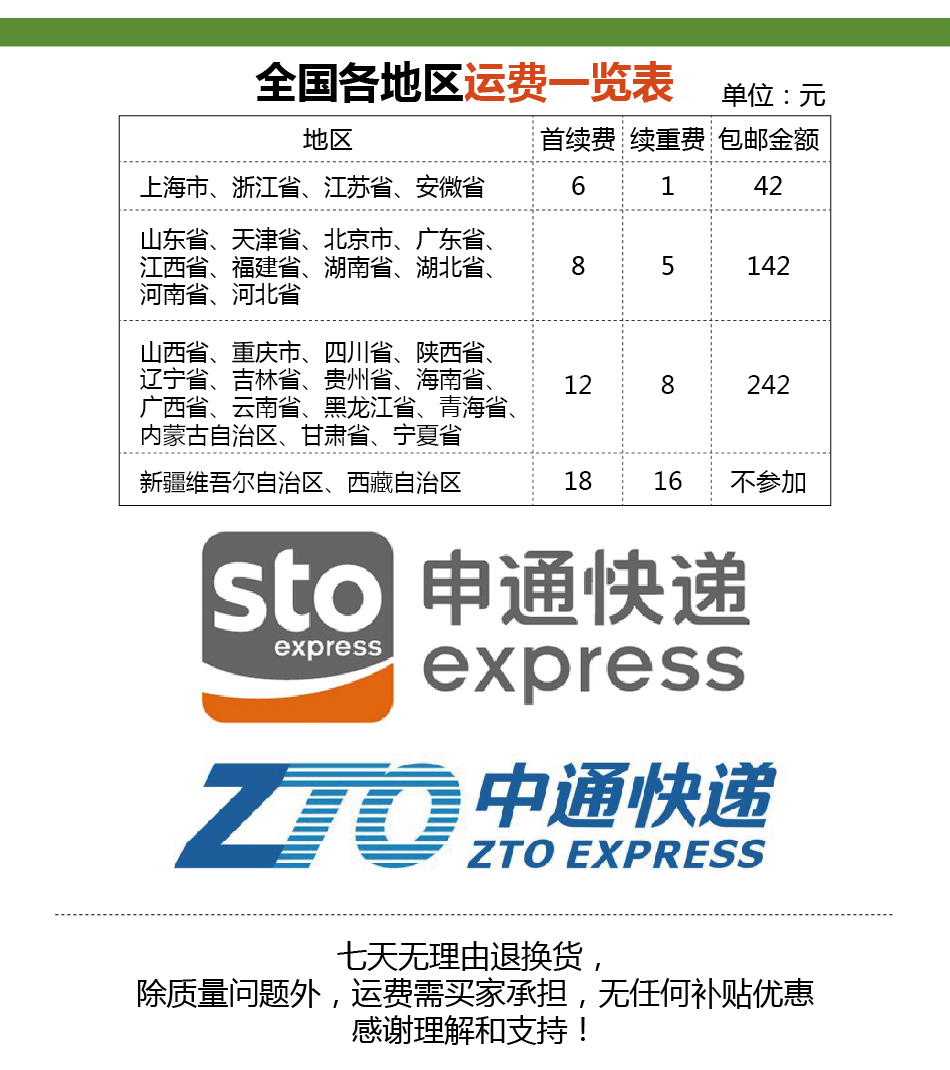 全国各地区运费一览表
单位：元
地区 首续费 续重费 包邮金额
上海市、浙江省、江苏省、安微省 6 1 42
山东省、天津省、北京市、广东省、
江西省、福建省、湖南省、湖北省、 8 5 142
河南省、河北省
山西省、重庆市、四川省、陕西省、
辽宁省、吉林省、贵州省、海南省、 12 8 242
广西省、云南省、黑龙江省、青海省、
内蒙古自治区、甘肃省、宁夏省
新疆维吾尔自治区、西藏自治区 18 16 不参加
sto 申通快递
express express
ZTO 中通快递
ZTO EXPRESS
七天无理由退换货，
除质量问题外，运费需买家承担，无任何补贴优惠
感谢理解和支持！